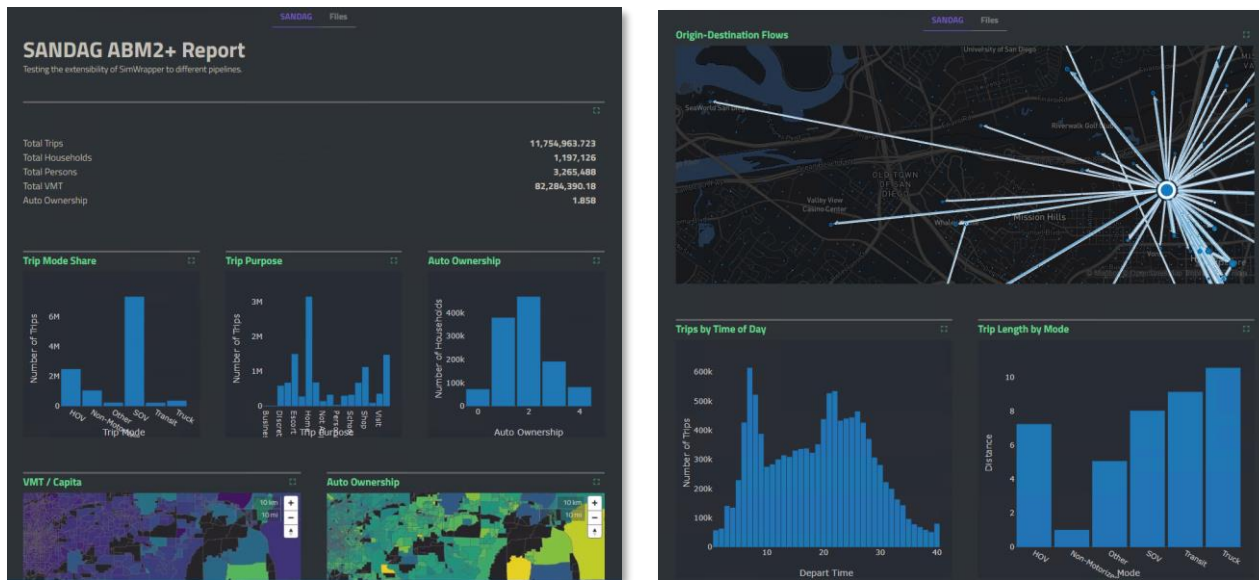 SANDAG Files
SANDAG ABM2+ Report
Testing the extensibility of SimWrapper to different pipelines.
Total Trips 11,754,963.723
Total Households 1,197,126
Total Persons 3,265,488
Total VMT 82,284,390.18
Auto Ownership 1.858
Trip Mode Share
Number of Trips
6M
4M
2M
0
HOV
Other
SOV
Transit
Truck
Trip Mode
Trip Purpose
Number of Trips
3M
2M
1M
0
Escort
Shop
Visit
Trip Purpose
Auto Ownership
Number of Households
400k
300k
200k
100k
0
0 2 4
Auto Ownership
VMT / Capita
10 km
10 mi
+
−
Auto Ownership
10 km
10 mi
+
−
SANDAG Files
Origin-Destination Flows
University of San Diego
SeaWorld San
Riverwalk Golf
OLD TOWN
OF SAN
DIEGO
Valley View
Casino Center
Mission Hills
Trips by Time of Day
Number of Trips
600k
500k
400k
300k
200k
100k
0
10 20 30 40
Depart Time
Trip Length by Mode
Distance
10
8
6
4
2
0
HOV
Other
SOV
Transit
Truck
Mode